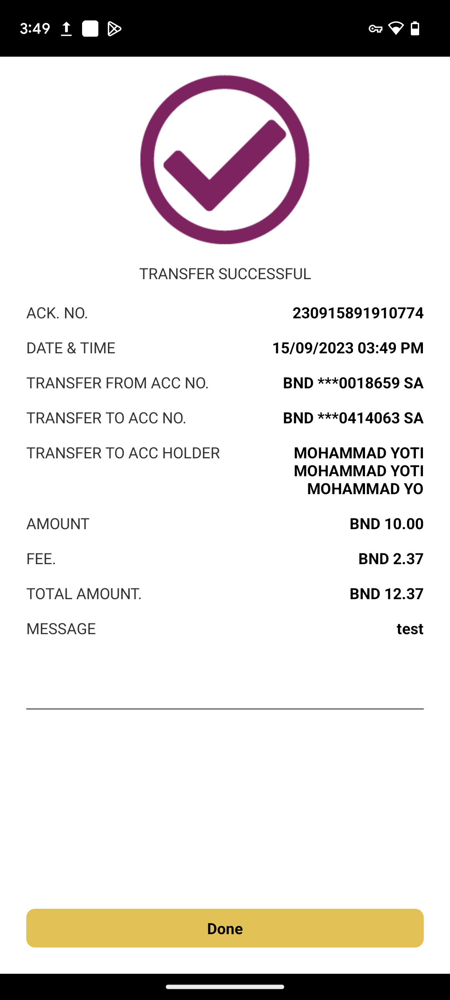 3:49
TRANSFER SUCCESSFUL
ACK. NO. 230915891910774
DATE & TIME 15/09/2023 03:49 PM
TRANSFER FROM ACC NO. BND ***0018659 SA
TRANSFER TO ACC NO. BND ***0414063 SA
TRANSFER TO ACC HOLDER MOHAMMAD YOTI
MOHAMMAD YOTI
MOHAMMAD YO
AMOUNT BND 10.00
FEE. BND 2.37
TOTAL AMOUNT. BND 12.37
MESSAGE test
Done